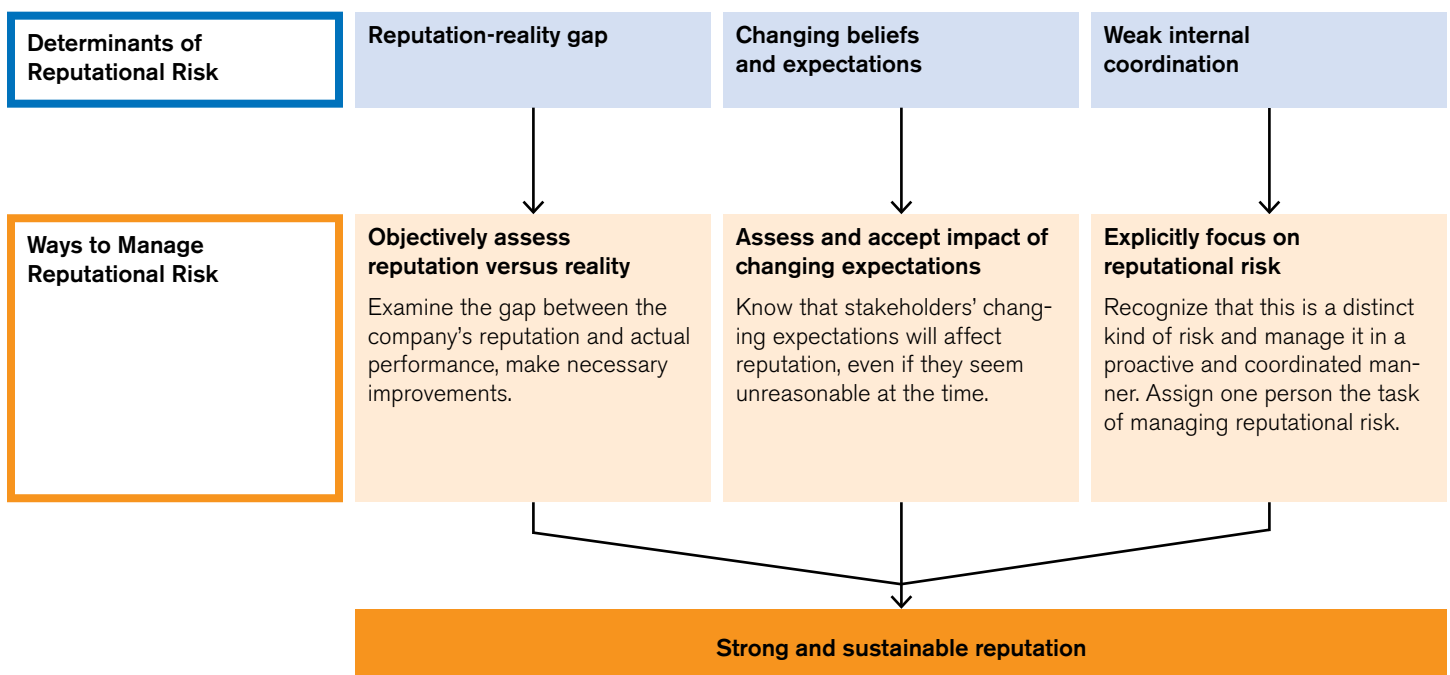 Determinants of
Reputational Risk
Reputation-reality gap
Changing beliefs
and expectations
Weak internal
coordination
Ways to Manage
Reputational Risk
Objectively assess
reputation versus reality
Examine the gap between the
company’s reputation and actual
performance, make necessary
improvements.
Assess and accept impact of
changing expectations
Know that stakeholders’ chang-
ing expectations will affect
reputation, even if they seem
unreasonable at the time.
Explicitly focus on
reputational risk
Recognize that this is a distinct
kind of risk and manage it in a
proactive and coordinated man-
ner. Assign one person the task
of managing reputational risk.
Strong and sustainable reputation